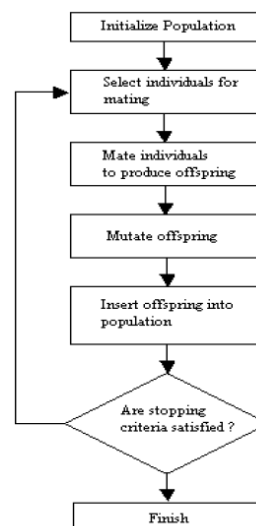 Initialize Population
Select individuals for
mating
Mate individuals
to produce offspring
Mutate offspring
Insert offspring into
population
Are stopping
criteria satisfied ?
Finish